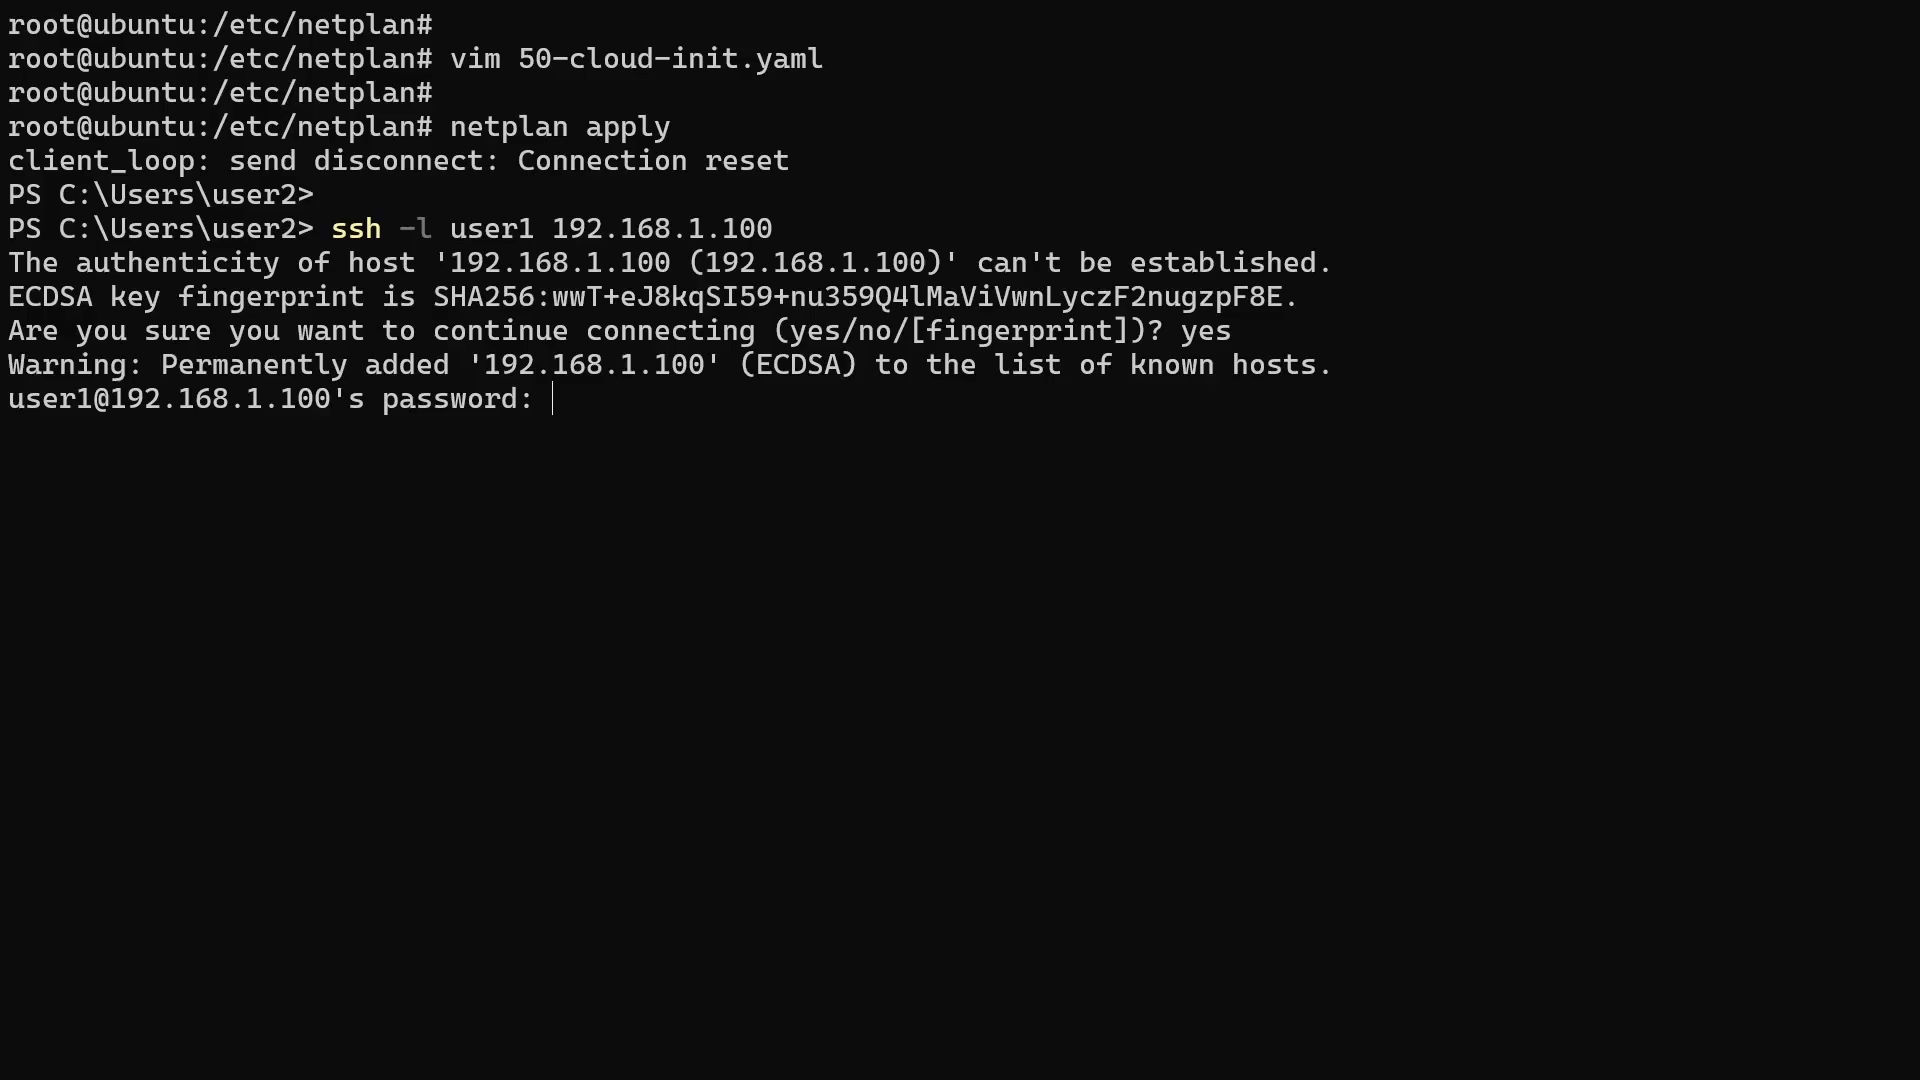 root@ubuntu:/etc/netplan#
root@ubuntu:/etc/netplan# vim 50-cloud-init.yaml
root@ubuntu:/etc/netplan#
root@ubuntu:/etc/netplan# netplan apply
client_loop: send disconnect: Connection reset
PS C:\Users\user2>
PS C:\Users\user2> ssh -l user1 192.168.1.100
The authenticity of host '192.168.1.100 (192.168.1.100)' can't be established.
ECDSA key fingerprint is SHA256:wwT+eJ8kqSI59+nu359Q4lMaViVwnLyczF2nugzpF8E.
Are you sure you want to continue connecting (yes/no/[fingerprint])? yes
Warning: Permanently added '192.168.1.100' (ECDSA) to the list of known hosts.
user1@192.168.1.100's password: